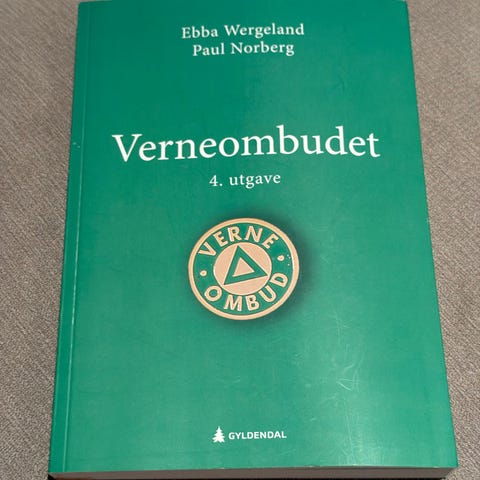 Ebba Wergeland
Paul Norberg
Verneombudet
4. utgave
VERNE
OMBUD
GYLDENDAL